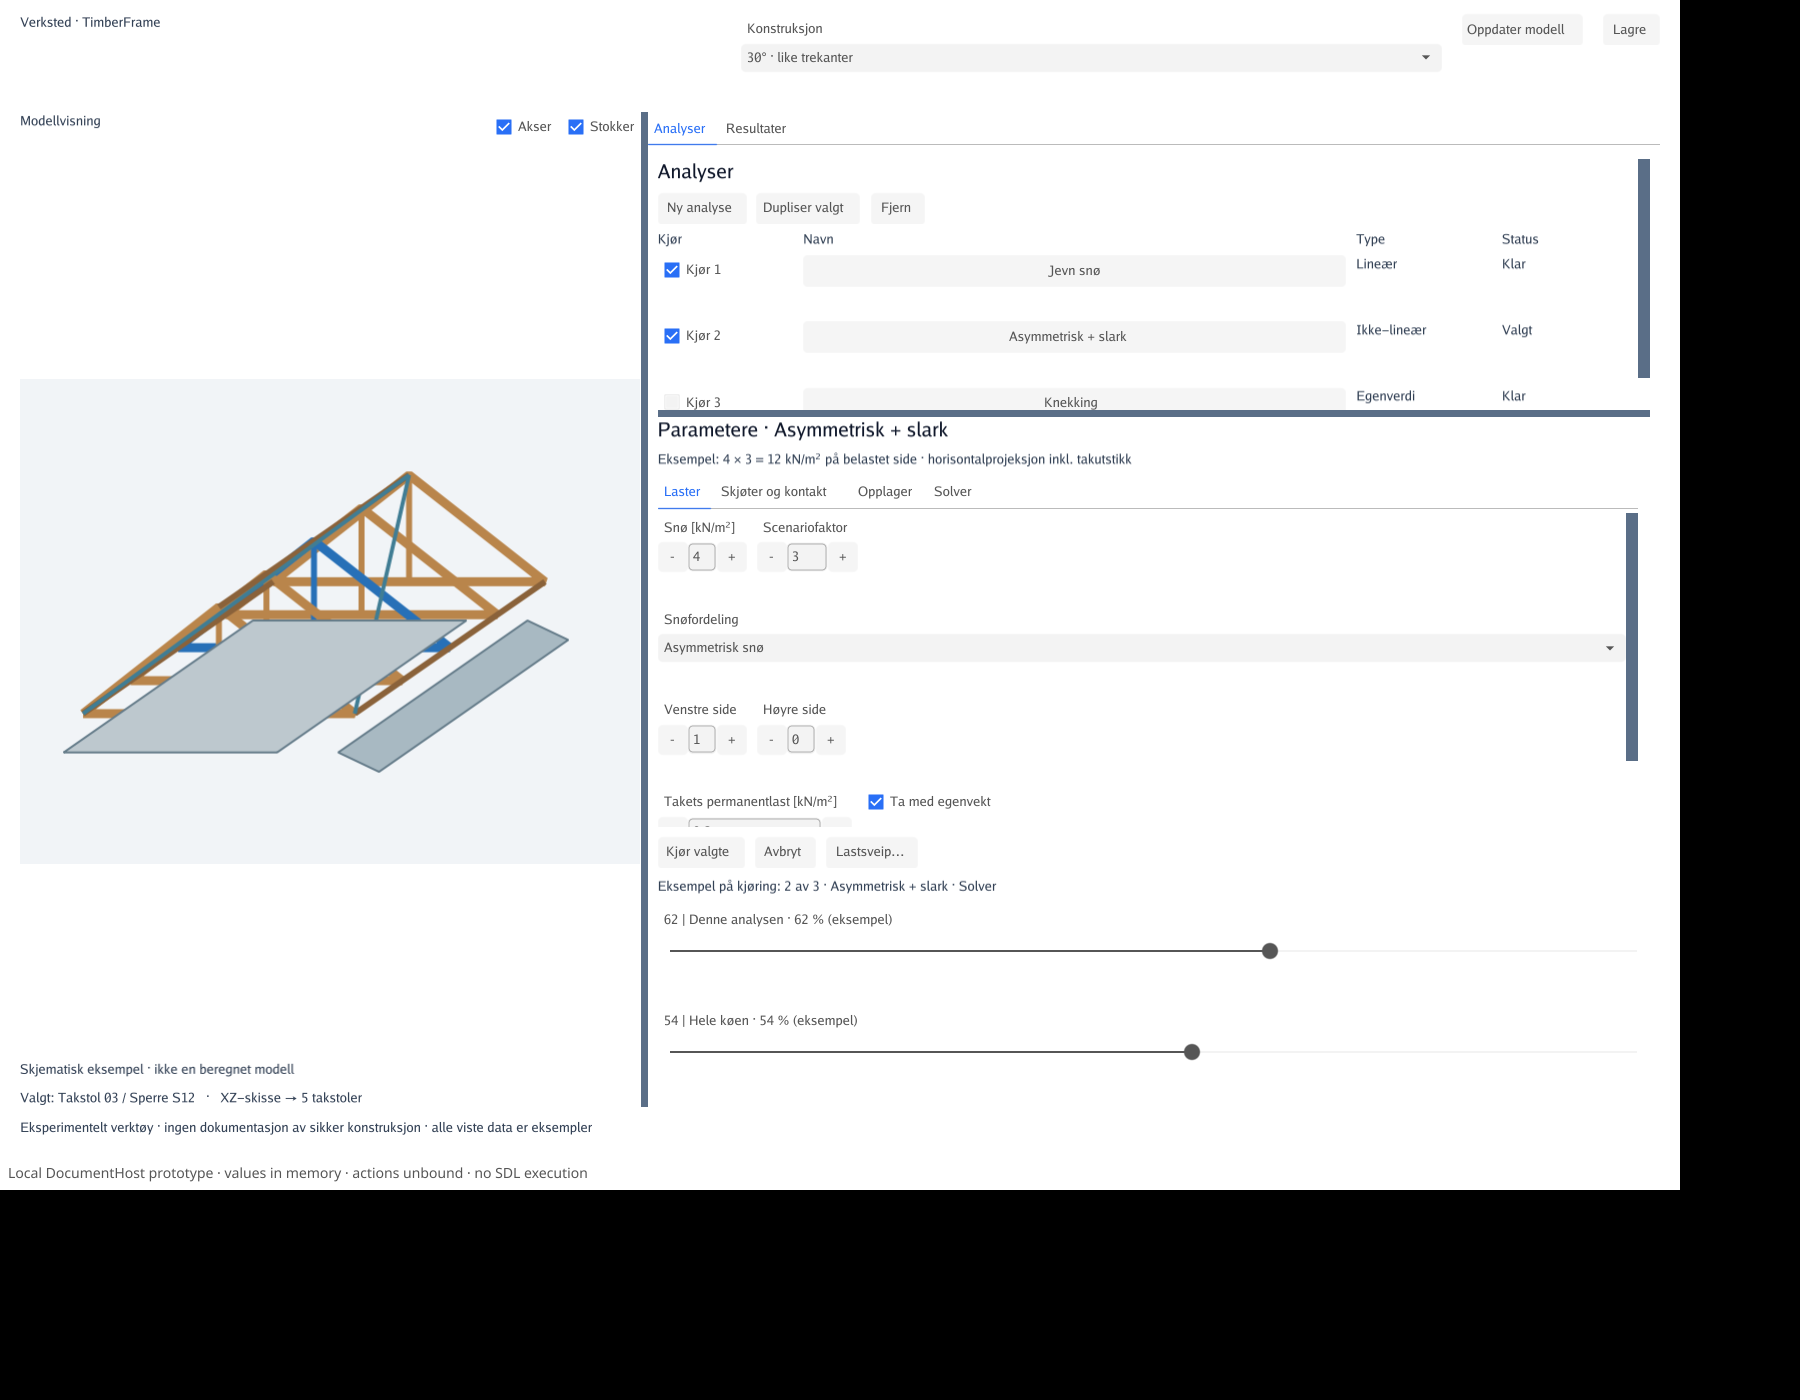 Verksted · TimberFrame
Konstruksjon
30° · like trekanter
Oppdater modell
Lagre
Modellvisning
Akser
Stokker
Analyser
Resultater
Analyser
Ny analyse
Dupliser valgt
Fjern
Kjør
Navn
Type
Status
Kjør 1
Jevn snø
Lineær
Klar
Kjør 2
Asymmetrisk + slark
Ikke-lineær
Valgt
Kjør 3
Knekking
Egenverdi
Klar
Parametere · Asymmetrisk + slark
Eksempel: 4 × 3 = 12 kN/m² på belastet side · horisontalprojeksjon inkl. takutstikk
Laster
Skjøter og kontakt
Opplager
Solver
Snø [kN/m²]
Scenariofaktor
- 4 +
- 3 +
Snøfordeling
Asymmetrisk snø
Venstre side
Høyre side
- 1 +
- 0 +
Takets permanentlast [kN/m²]
Ta med egenvekt
Kjør valgte
Avbryt
Lastsveip...
Eksempel på kjøring: 2 av 3 · Asymmetrisk + slark · Solver
62 | Denne analysen · 62 % (eksempel)
54 | Hele køen · 54 % (eksempel)
Skjematisk eksempel · ikke en beregnet modell
Valgt: Takstol 03 / Sperre S12 · XZ-skisse → 5 takstoler
Eksperimentelt verktøy · ingen dokumentasjon av sikker konstruksjon · alle viste data er eksempler
Local DocumentHost prototype · values in memory · actions unbound · no SDL execution